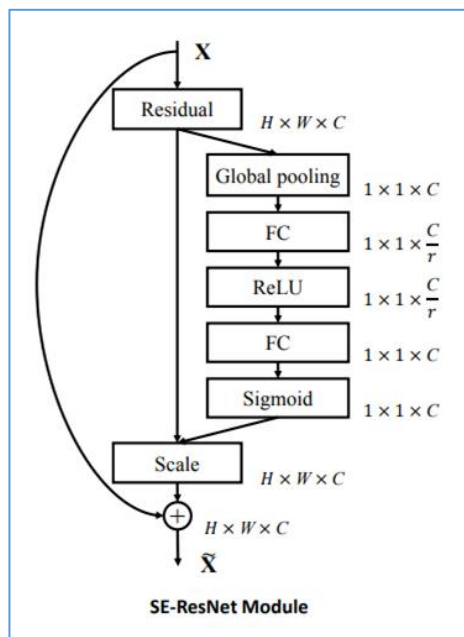 X
Residual
H × W × C
Global pooling
1 × 1 × C
FC
1 × 1 × C/r
ReLU
1 × 1 × C/r
FC
1 × 1 × C
Sigmoid
1 × 1 × C
Scale
H × W × C
+
H × W × C
X̃
SE-ResNet Module